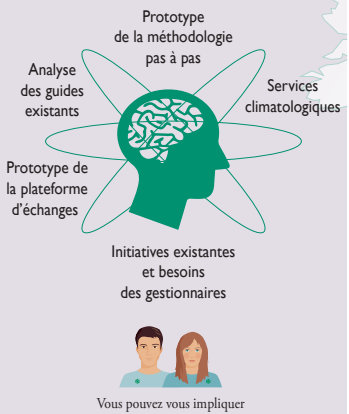 Prototype
de la méthodologie
pas à pas
Analyse
des guides
existants
Services
climatologiques
Prototype de
la plateforme
d'échanges
Initiatives existantes
et besoins
des gestionnaires
Vous pouvez vous impliquer